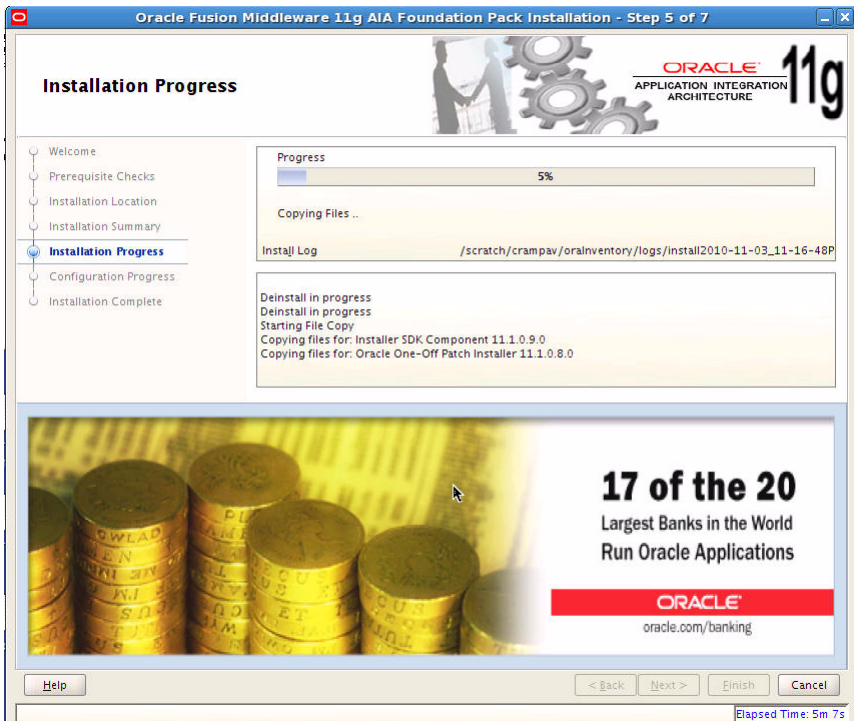 Oracle Fusion Middleware 11g AIA Foundation Pack Installation - Step 5 of 7
Installation Progress
ORACLE
APPLICATION INTEGRATION
ARCHITECTURE
11g
Welcome
Prerequisite Checks
Installation Location
Installation Summary
Installation Progress
Configuration Progress
Installation Complete
Progress
5%
Copying Files ..
Install Log /scratch/crampav/oraInventory/logs/install2010-11-03_11-16-48P
Deinstall in progress
Deinstall in progress
Starting File Copy
Copying files for: Installer SDK Component 11.1.0.9.0
Copying files for: Oracle One-Off Patch Installer 11.1.0.8.0
17 of the 20
Largest Banks in the World
Run Oracle Applications
ORACLE
oracle.com/banking
Help
< Back
Next >
Finish
Cancel
Elapsed Time: 5m 7s